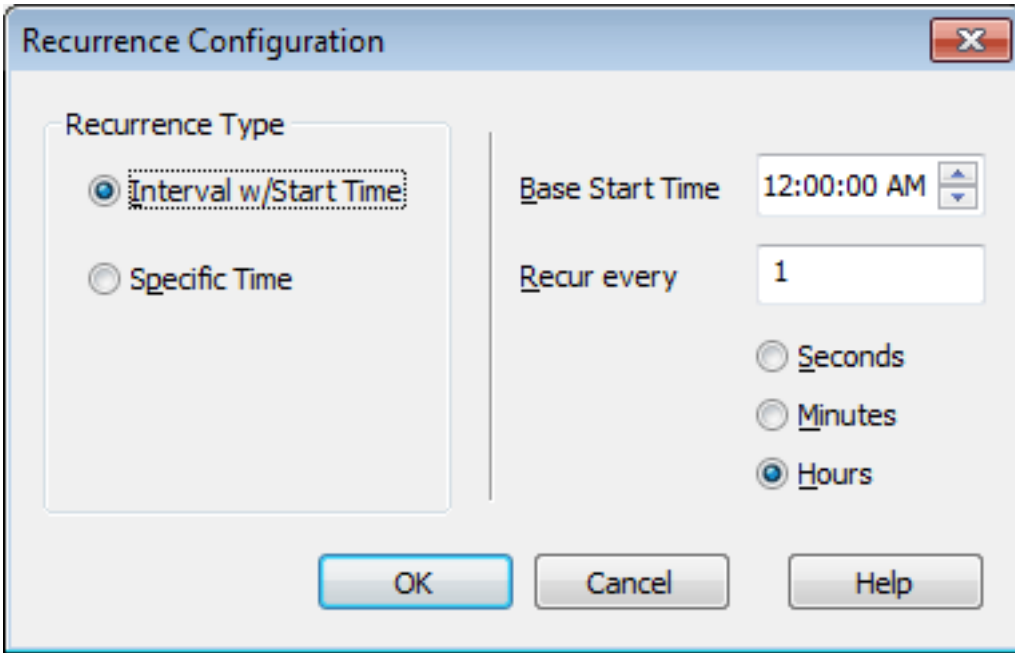 Recurrence Configuration
Recurrence Type
Interval w/Start Time
Specific Time
Base Start Time 12:00:00 AM
Recur every 1
Seconds
Minutes
Hours
OK Cancel Help